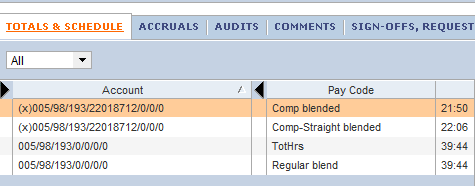 TOTALS & SCHEDULE ACCRUALS AUDITS COMMENTS SIGN-OFFS, REQUEST
All
Account Pay Code
(x)005/98/193/22018712/0/0/0 Comp blended 21:50
(x)005/98/193/22018712/0/0/0 Comp-Straight blended 22:06
005/98/193/0/0/0/0 TotHrs 39:44
005/98/193/0/0/0/0 Regular blend 39:44